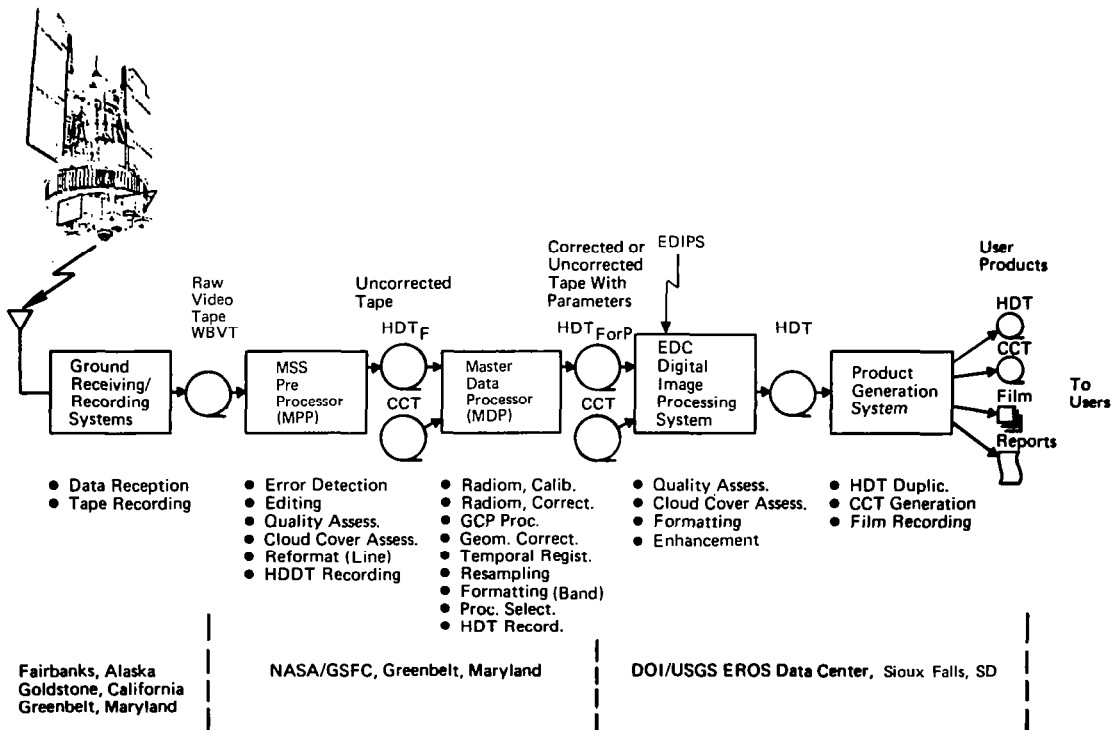 Raw
Video
Tape
WBVT
Uncorrected
Tape
HDT_F
CCT
Corrected or
Uncorrected
Tape With
Parameters
HDT_ForP
CCT
EDIPS
HDT
User
Products
HDT
CCT
Film
Reports
To
Users
Ground
Receiving/
Recording
Systems
MSS
Pre
Processor
(MPP)
Master
Data
Processor
(MDP)
EDC
Digital
Image
Processing
System
Product
Generation
System
● Data Reception
● Tape Recording
● Error Detection
● Editing
● Quality Assess.
● Cloud Cover Assess.
● Reformat (Line)
● HDDT Recording
● Radiom, Calib.
● Radiom, Correct.
● GCP Proc.
● Geom. Correct.
● Temporal Regist.
● Resampling
● Formatting (Band)
● Proc. Select.
● HDT Record.
● Quality Assess.
● Cloud Cover Assess.
● Formatting
● Enhancement
● HDT Duplic.
● CCT Generation
● Film Recording
Fairbanks, Alaska
Goldstone, California
Greenbelt, Maryland
NASA/GSFC, Greenbelt, Maryland
DOI/USGS EROS Data Center, Sioux Falls, SD